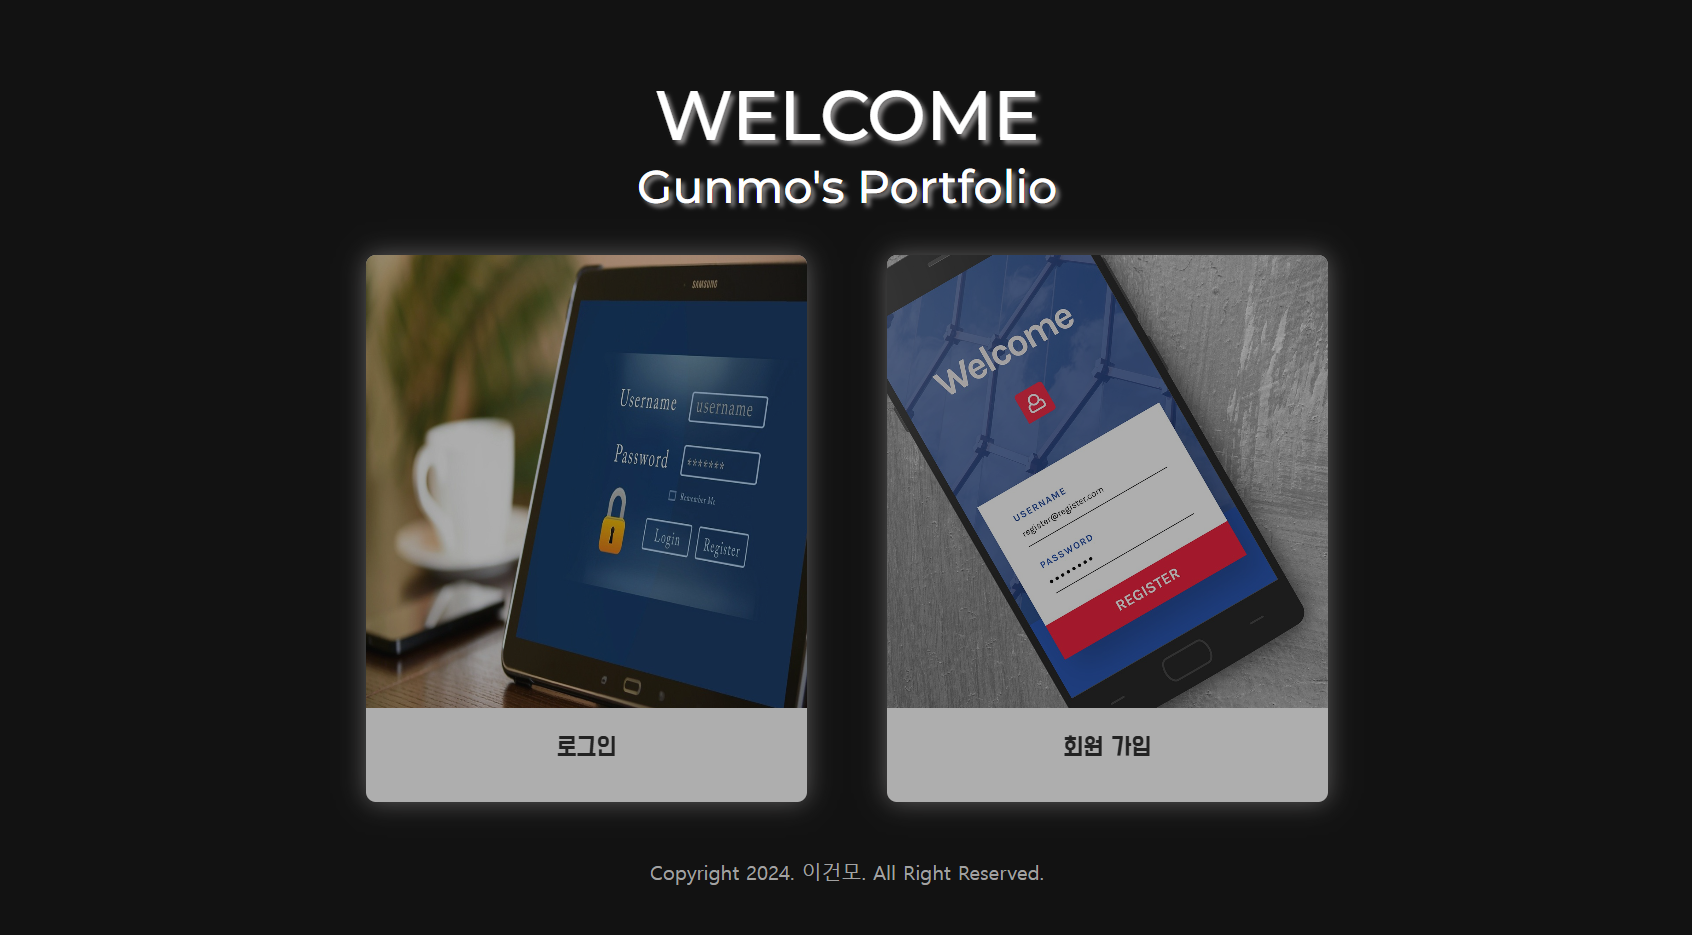 WELCOME
Gunmo's Portfolio
SAMSUNG
Username username
Password *******
Remember Me
Login Register
로그인
Welcome
USERNAME
register@register.com
PASSWORD
••••••••
REGISTER
회원 가입
Copyright 2024. 이건모. All Right Reserved.